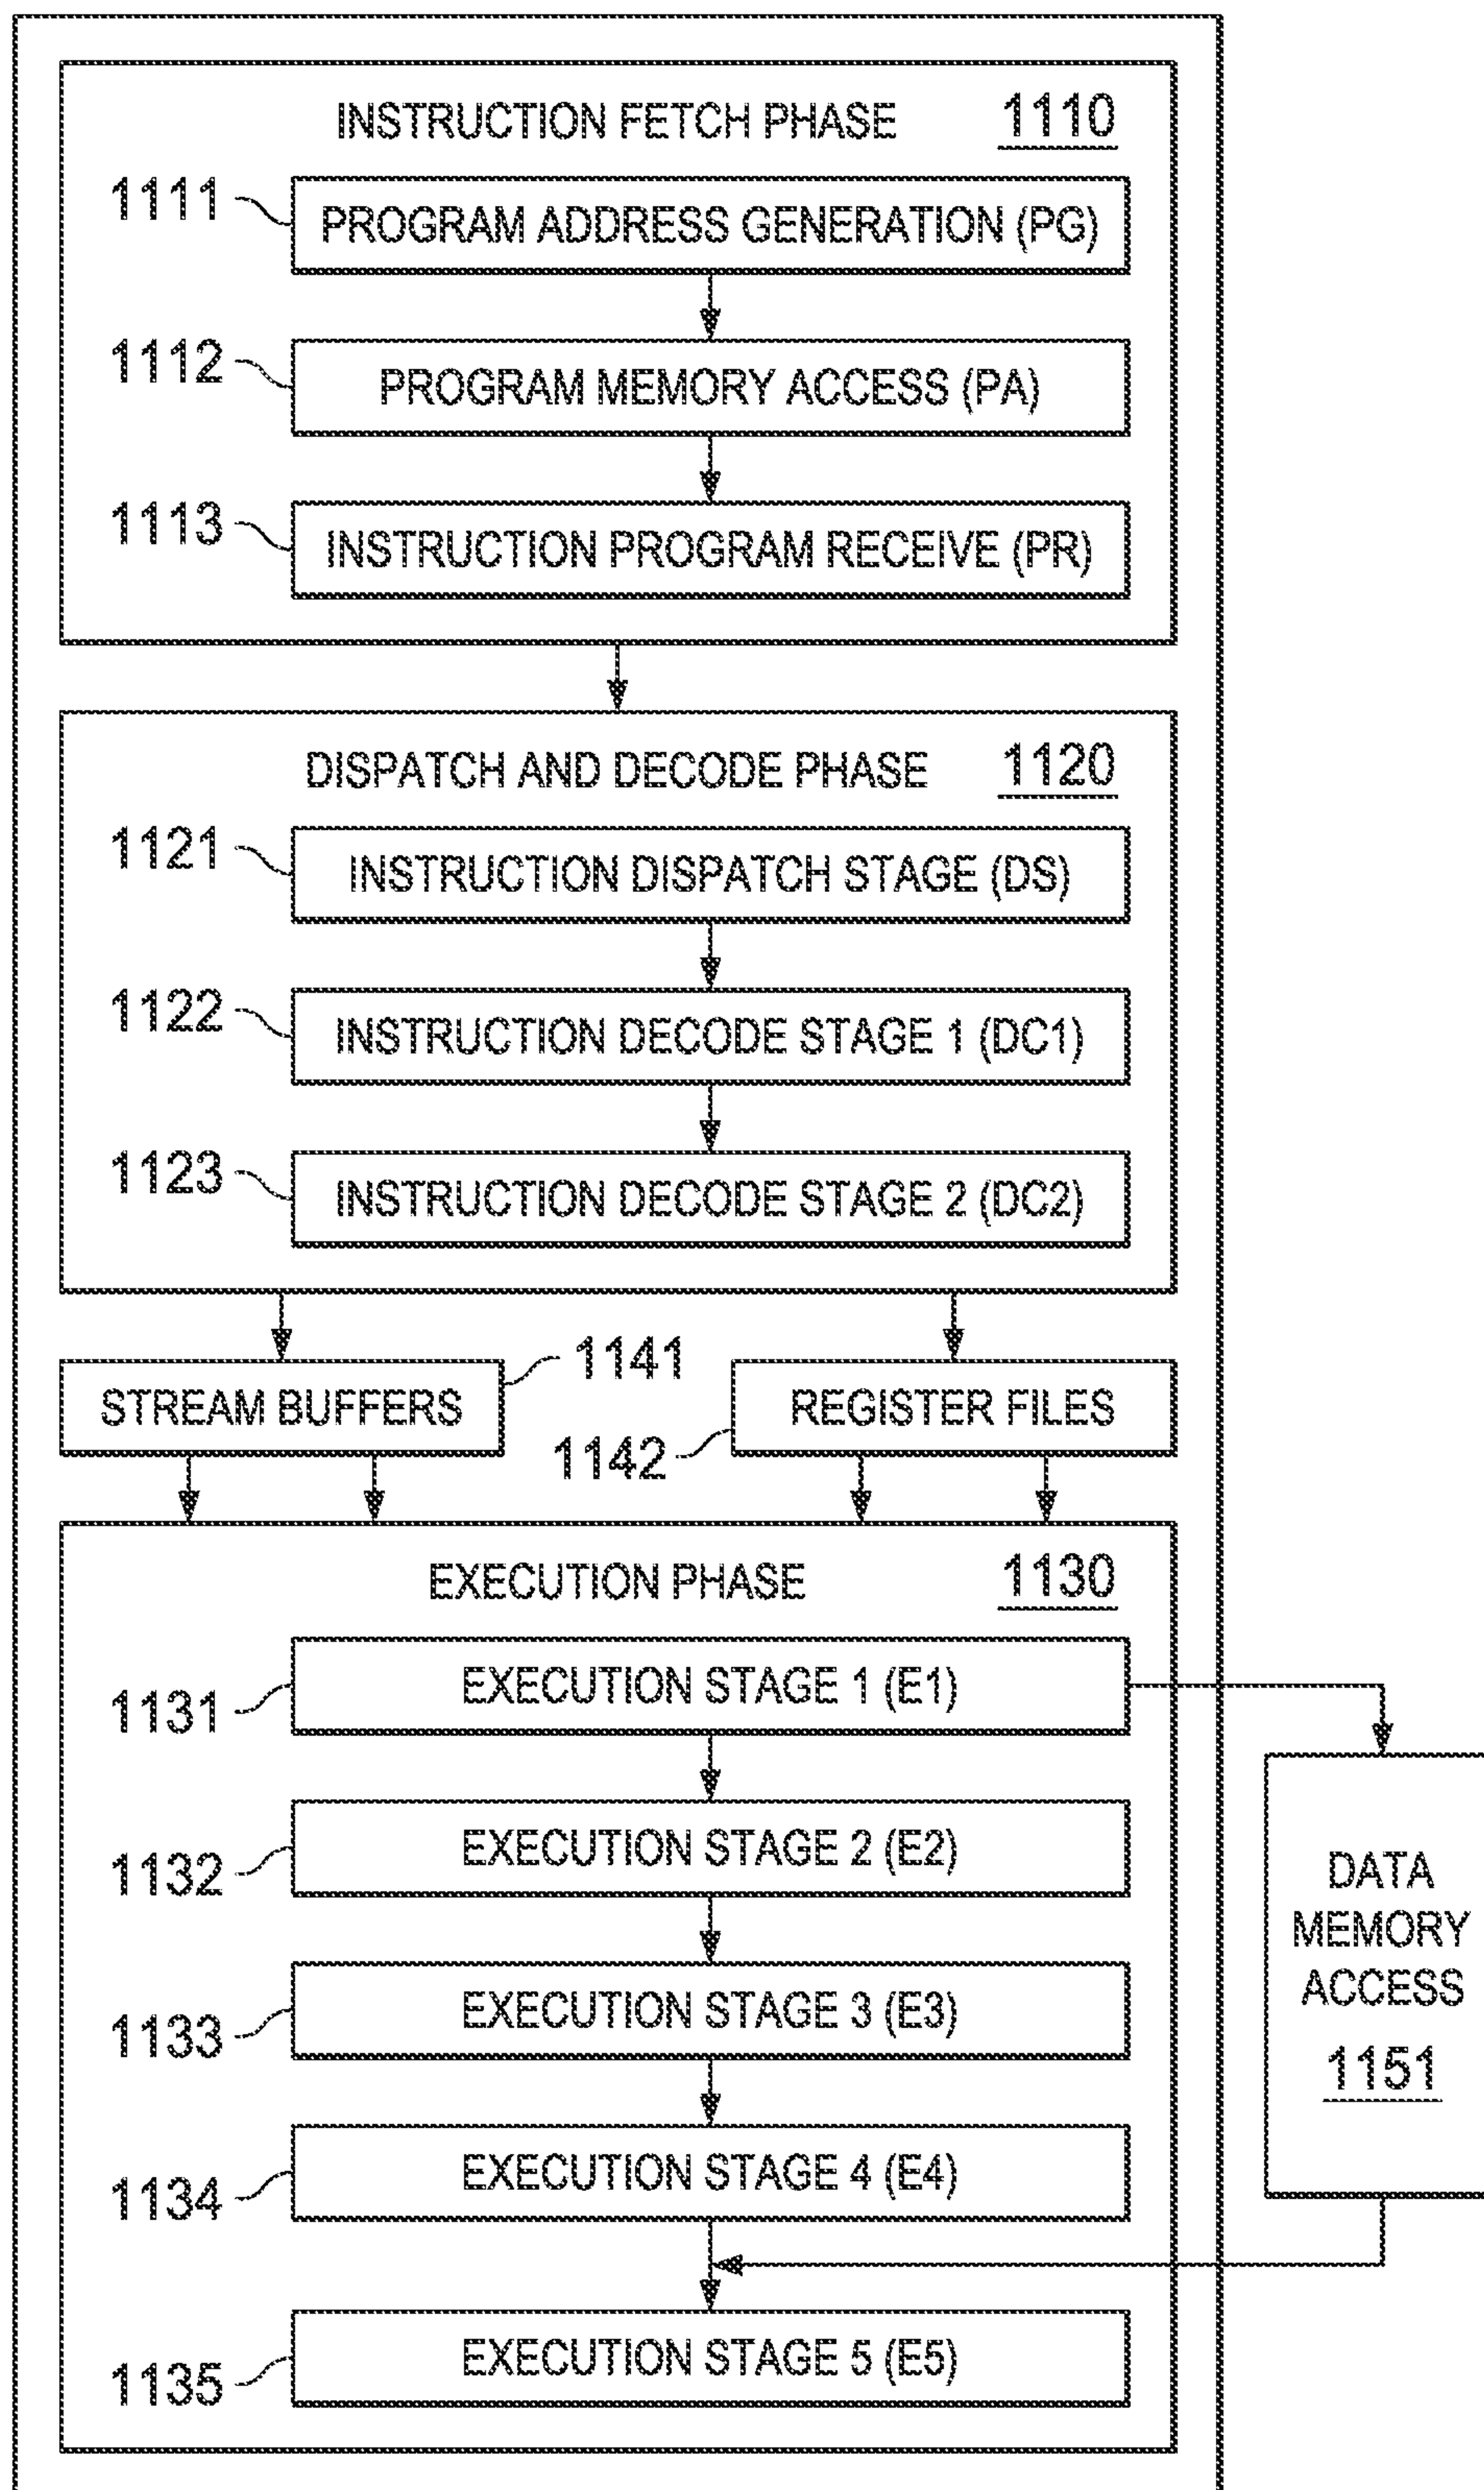 INSTRUCTION FETCH PHASE 1110
1111 PROGRAM ADDRESS GENERATION (PG)
1112 PROGRAM MEMORY ACCESS (PA)
1113 INSTRUCTION PROGRAM RECEIVE (PR)
DISPATCH AND DECODE PHASE 1120
1121 INSTRUCTION DISPATCH STAGE (DS)
1122 INSTRUCTION DECODE STAGE 1 (DC1)
1123 INSTRUCTION DECODE STAGE 2 (DC2)
STREAM BUFFERS 1141
1142 REGISTER FILES
EXECUTION PHASE 1130
1131 EXECUTION STAGE 1 (E1)
1132 EXECUTION STAGE 2 (E2)
1133 EXECUTION STAGE 3 (E3)
1134 EXECUTION STAGE 4 (E4)
1135 EXECUTION STAGE 5 (E5)
DATA
MEMORY
ACCESS
1151